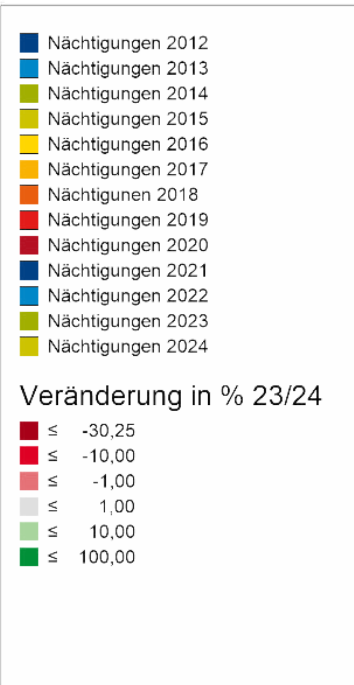 Nächtigungen 2012
Nächtigungen 2013
Nächtigungen 2014
Nächtigungen 2015
Nächtigungen 2016
Nächtigungen 2017
Nächtigunen 2018
Nächtigungen 2019
Nächtigungen 2020
Nächtigungen 2021
Nächtigungen 2022
Nächtigungen 2023
Nächtigungen 2024
Veränderung in % 23/24
≤ -30,25
≤ -10,00
≤ -1,00
≤ 1,00
≤ 10,00
≤ 100,00